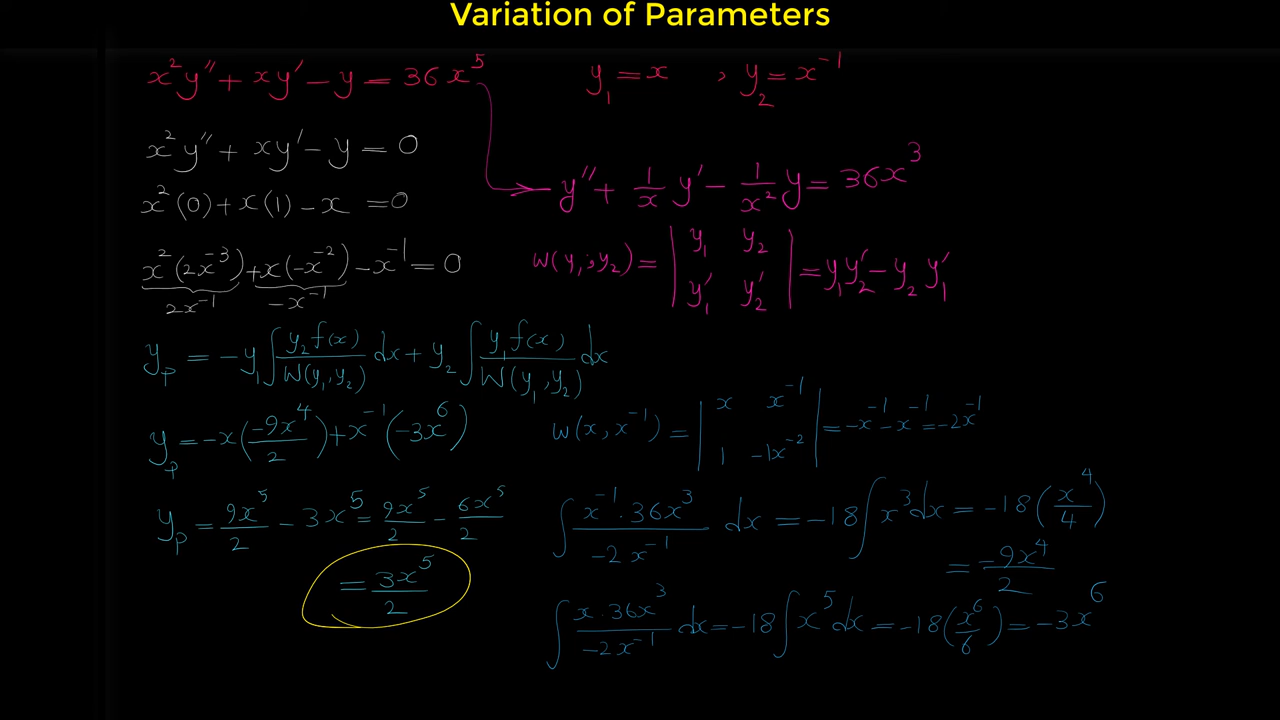 Variation of Parameters
x²y″ + xy′ − y = 36x⁵
y₁ = x , y₂ = x⁻¹
x²y″ + xy′ − y = 0
x²(0) + x(1) − x = 0
x²(2x⁻³) + x(−x⁻²) − x⁻¹ = 0
2x⁻¹ −x⁻¹
y″ + 1/x y′ − 1/x² y = 36x³
W(y₁,y₂) = | y₁ y₂ | = y₁y₂′ − y₂y₁′
| y₁′ y₂′ |
yₚ = −y₁ ∫ y₂f(x)/W(y₁,y₂) dx + y₂ ∫ y₁f(x)/W(y₁,y₂) dx
yₚ = −x(−9x⁴/2) + x⁻¹(−3x⁶)
yₚ = 9x⁵/2 − 3x⁵ = 9x⁵/2 − 6x⁵/2
= 3x⁵/2
W(x,x⁻¹) = | x x⁻¹ | = −x⁻¹ − x⁻¹ = −2x⁻¹
| 1 −1x⁻² |
∫ x⁻¹·36x³/−2x⁻¹ dx = −18 ∫ x³dx = −18(x⁴/4)
= −9x⁴/2
∫ x·36x³/−2x⁻¹ dx = −18 ∫ x⁵dx = −18(x⁶/6) = −3x⁶